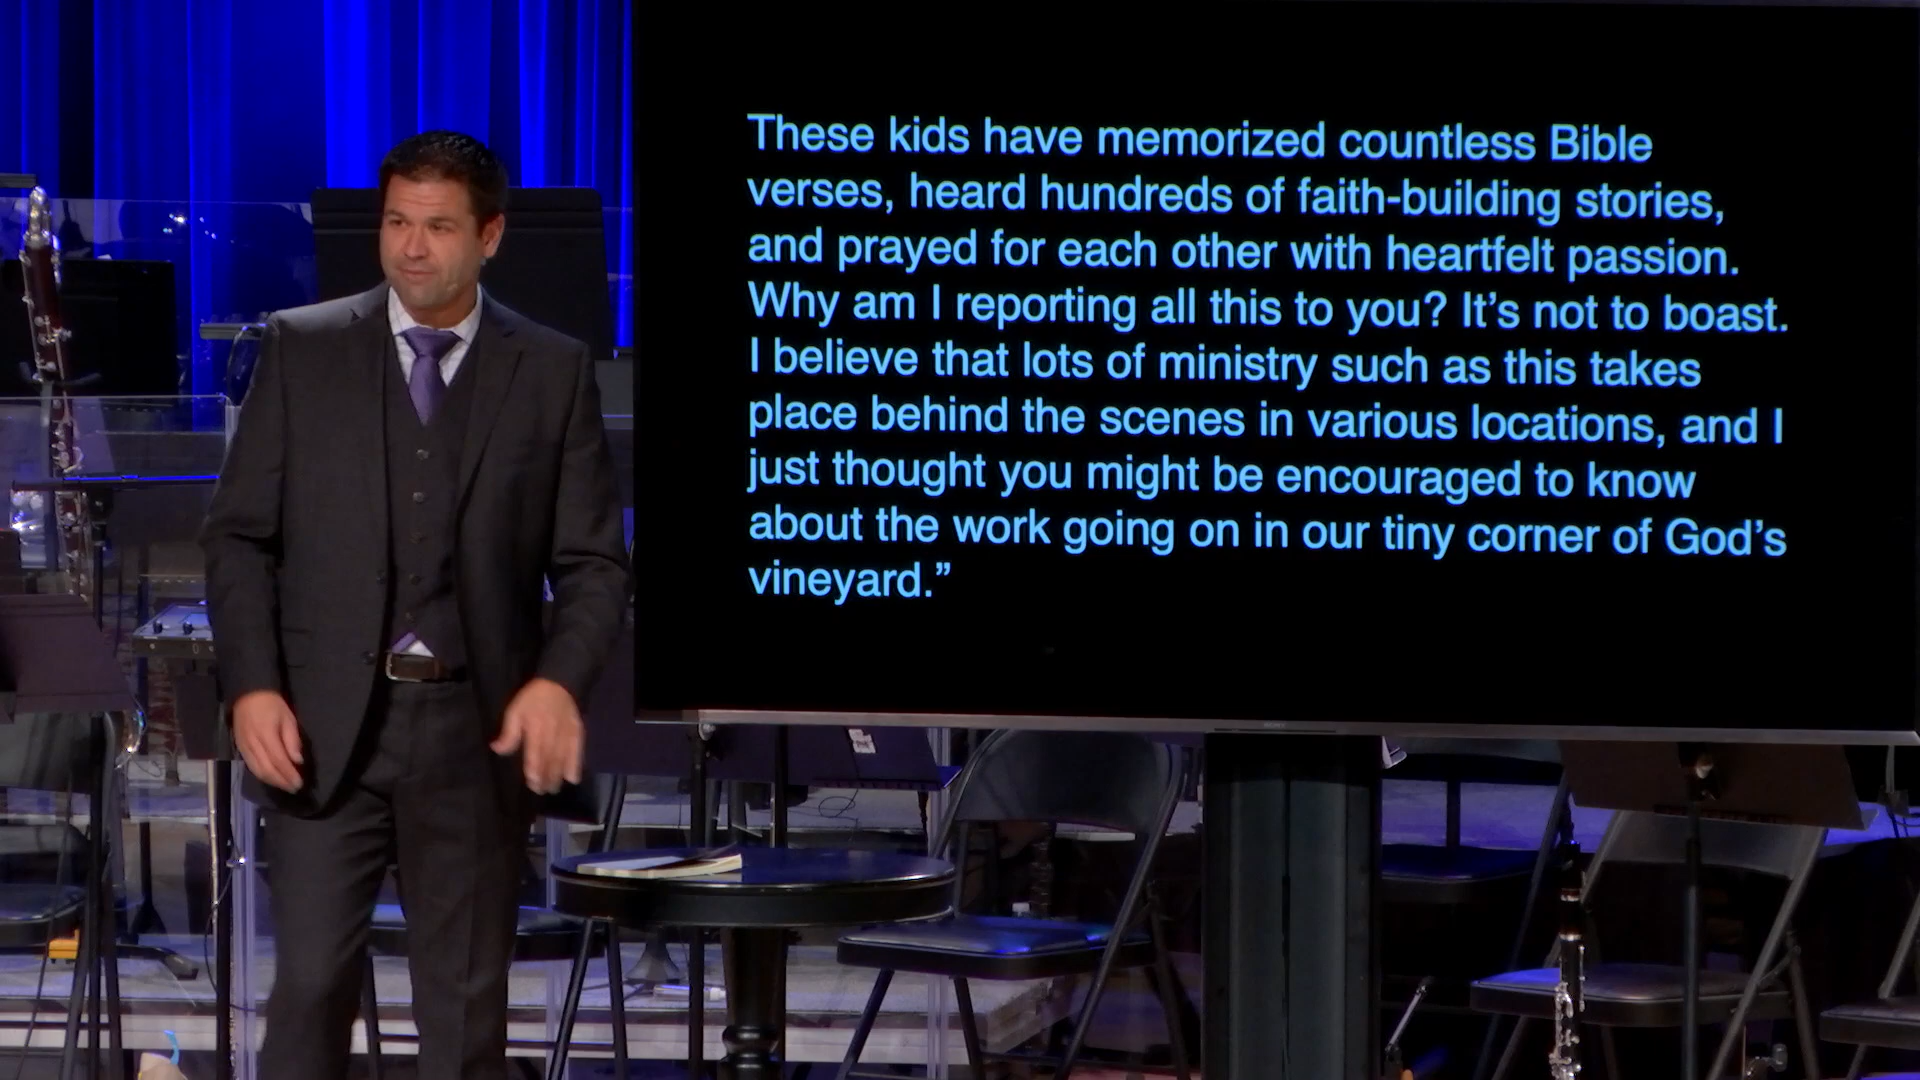 These kids have memorized countless Bible
verses, heard hundreds of faith-building stories,
and prayed for each other with heartfelt passion.
Why am I reporting all this to you? It’s not to boast.
I believe that lots of ministry such as this takes
place behind the scenes in various locations, and I
just thought you might be encouraged to know
about the work going on in our tiny corner of God’s
vineyard.”
SONY